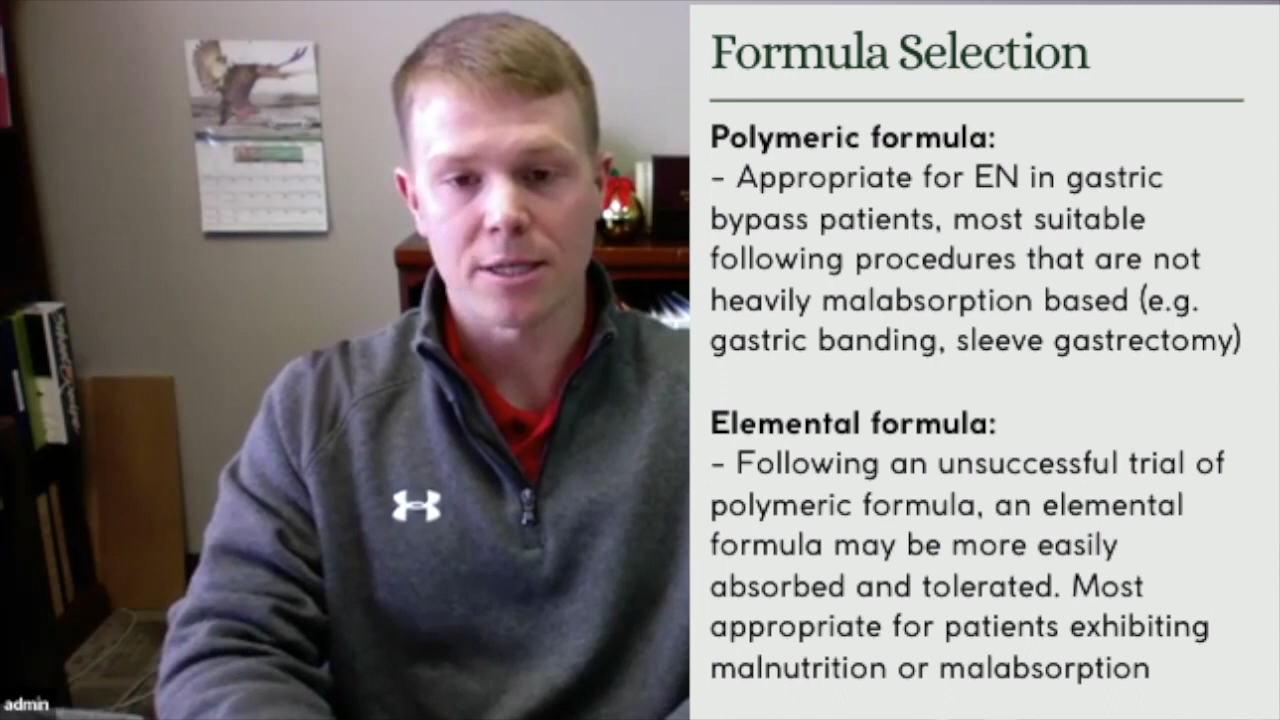 Formula Selection
Polymeric formula:
- Appropriate for EN in gastric
bypass patients, most suitable
following procedures that are not
heavily malabsorption based (e.g.
gastric banding, sleeve gastrectomy)
Elemental formula:
- Following an unsuccessful trial of
polymeric formula, an elemental
formula may be more easily
absorbed and tolerated. Most
appropriate for patients exhibiting
malnutrition or malabsorption
admin